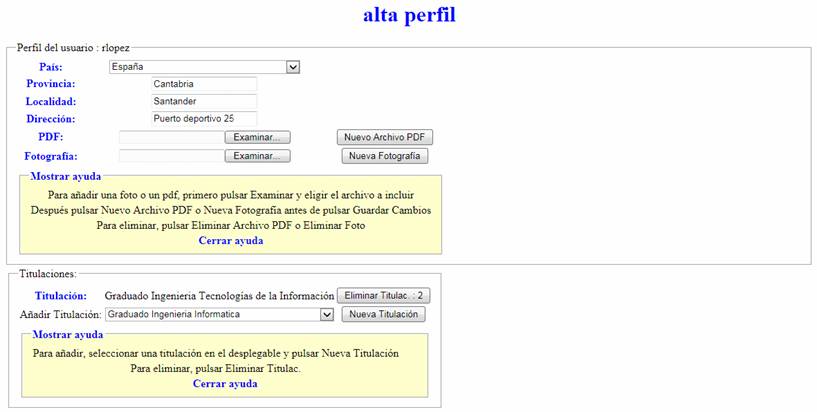 alta perfil
Perfil del usuario : rlopez
País: España
Provincia: Cantabria
Localidad: Santander
Dirección: Puerto deportivo 25
PDF: Examinar... Nuevo Archivo PDF
Fotografía: Examinar... Nueva Fotografía
Mostrar ayuda
Para añadir una foto o un pdf, primero pulsar Examinar y eligir el archivo a incluir
Después pulsar Nuevo Archivo PDF o Nueva Fotografía antes de pulsar Guardar Cambios
Para eliminar, pulsar Eliminar Archivo PDF o Eliminar Foto
Cerrar ayuda
Titulaciones:
Titulación: Graduado Ingenieria Tecnologías de la Información Eliminar Titulac. : 2
Añadir Titulación: Graduado Ingenieria Informatica Nueva Titulación
Mostrar ayuda
Para añadir, seleccionar una titulación en el desplegable y pulsar Nueva Titulación
Para eliminar, pulsar Eliminar Titulac.
Cerrar ayuda